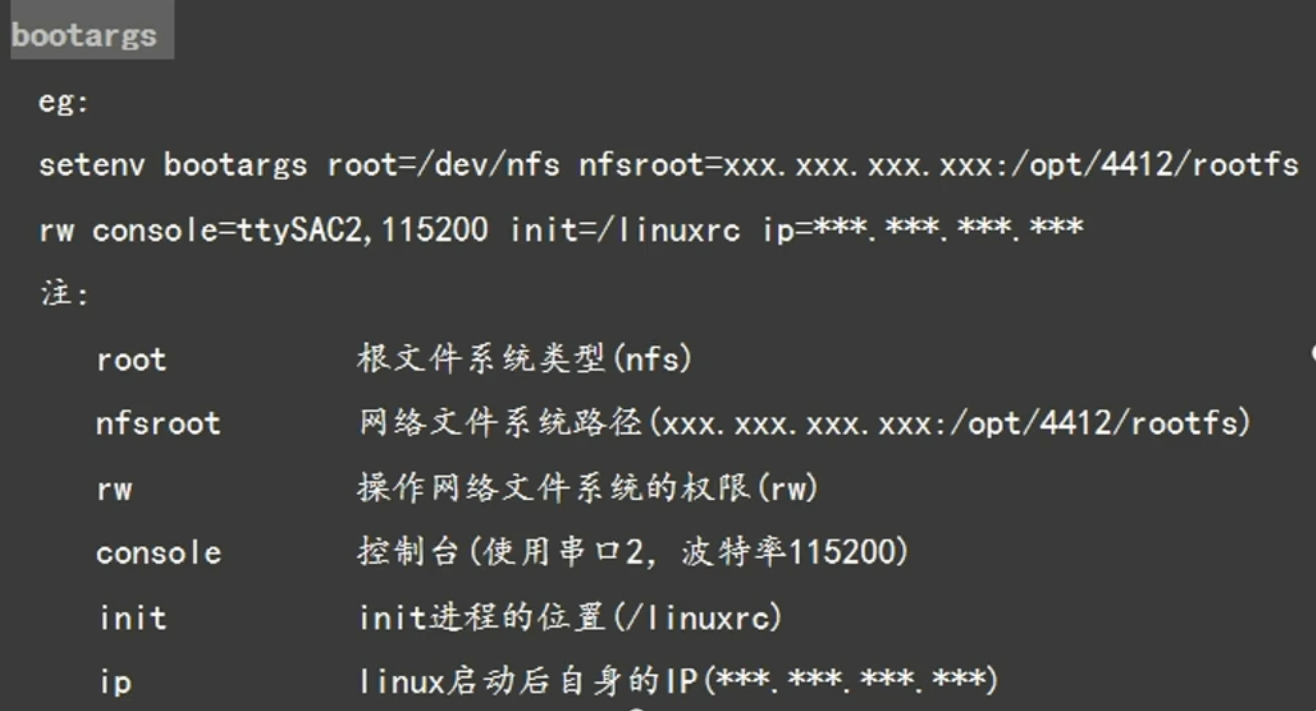 bootargs
eg:
setenv bootargs root=/dev/nfs nfsroot=xxx.xxx.xxx.xxx:/opt/4412/rootfs
rw console=ttySAC2,115200 init=/linuxrc ip=***.***.***.***
注:
root 根文件系统类型(nfs)
nfsroot 网络文件系统路径(xxx.xxx.xxx.xxx:/opt/4412/rootfs)
rw 操作网络文件系统的权限(rw)
console 控制台(使用串口2，波特率115200)
init init进程的位置(/linuxrc)
ip linux启动后自身的IP(***.***.***.***)